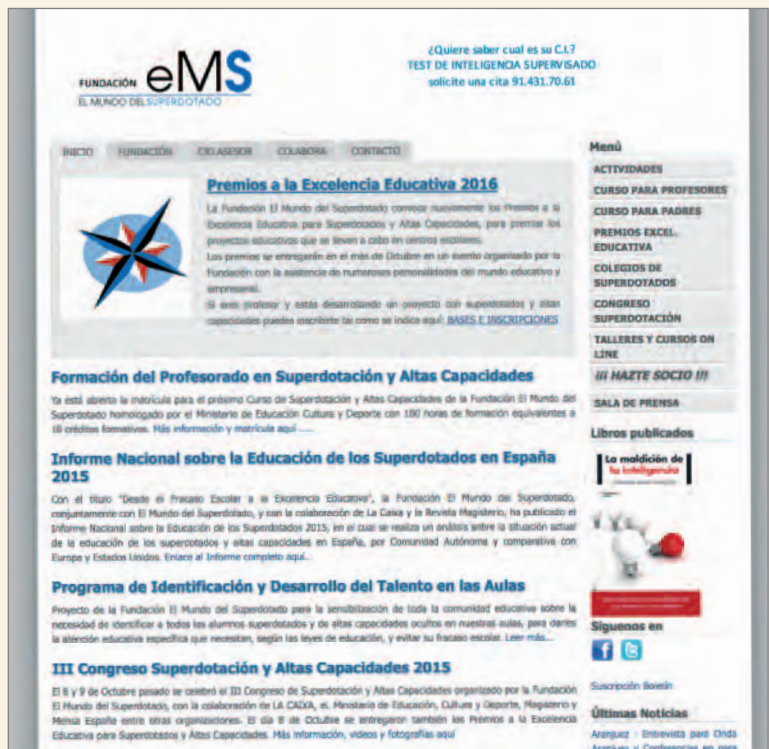 FUNDACIÓN eMS
EL MUNDO DEL SUPERDOTADO
¿Quiere saber cual es su C.I.?
TEST DE INTELIGENCIA SUPERVISADO
solicite una cita 91.431.70.61
INICIO FUNDACIÓN CIO ASESOR COLABORA CONTACTO
Premios a la Excelencia Educativa 2016
La Fundación El Mundo del Superdotado convoca nuevamente los Premios a la
Excelencia Educativa para Superdotados y Altas Capacidades, para premiar los
proyectos educativos que se lleven a cabo en centros escolares.
Los premios se entregarán en el mes de Octubre en un evento organizado por la
Fundación con la asistencia de numerosas personalidades del mundo educativo y
empresarial.
Si eres profesor y estás desarrollando un proyecto con superdotados y altas
capacidades puedes inscribirte tal como se indica aquí: BASES E INSCRIPCIONES
Formación del Profesorado en Superdotación y Altas Capacidades
Ya está abierta la matrícula para el próximo Curso de Superdotación y Altas Capacidades de la Fundación El Mundo del
Superdotado homologado por el Ministerio de Educación Cultura y Deporte con 180 horas de formación equivalentes a
18 créditos formativos. Más información y matrícula aquí .....
Informe Nacional sobre la Educación de los Superdotados en España
2015
Con el título "Desde el Fracaso Escolar a la Excelencia Educativa", la Fundación El Mundo del Superdotado,
conjuntamente con El Mundo del Superdotado, y con la colaboración de La Caixa y la Revista Magisterio, ha publicado el
Informe Nacional sobre la Educación de los Superdotados 2015, en el cual se realiza un análisis sobre la situación actual
de la educación de los superdotados y altas capacidades en España, por Comunidad Autónoma y comparativa con
Europa y Estados Unidos. Enlace al Informe completo aquí...
Programa de Identificación y Desarrollo del Talento en las Aulas
Proyecto de la Fundación El Mundo del Superdotado para la sensibilización de toda la comunidad educativa sobre la
necesidad de identificar a todos los alumnos superdotados y de altas capacidades ocultos en nuestras aulas, para darles
la atención educativa específica que necesitan, según las leyes de educación, y evitar su fracaso escolar. Leer más...
III Congreso Superdotación y Altas Capacidades 2015
El 8 y 9 de Octubre pasado se celebró el III Congreso de Superdotación y Altas Capacidades organizado por la Fundación
El Mundo del Superdotado, con la colaboración de LA CAIXA, el Ministerio de Educación, Cultura y Deporte, Magisterio y
Mensa España entre otras organizaciones. El día 8 de Octubre se entregaron también los Premios a la Excelencia
Educativa para Superdotados y Altas Capacidades. Más información, videos y fotografías aquí
Menú
ACTIVIDADES
CURSO PARA PROFESORES
CURSO PARA PADRES
PREMIOS EXCEL.
EDUCATIVA
COLEGIOS DE
SUPERDOTADOS
CONGRESO
SUPERDOTACIÓN
TALLERES Y CURSOS ON
LINE
¡¡¡ HAZTE SOCIO !!!
SALA DE PRENSA
Libros publicados
La maldición de
la inteligencia
Síguenos en
Suscripción Boletín
Últimas Noticias
Aranjuez : Entrevista para Onda
Aranjuez y Conferencias en para